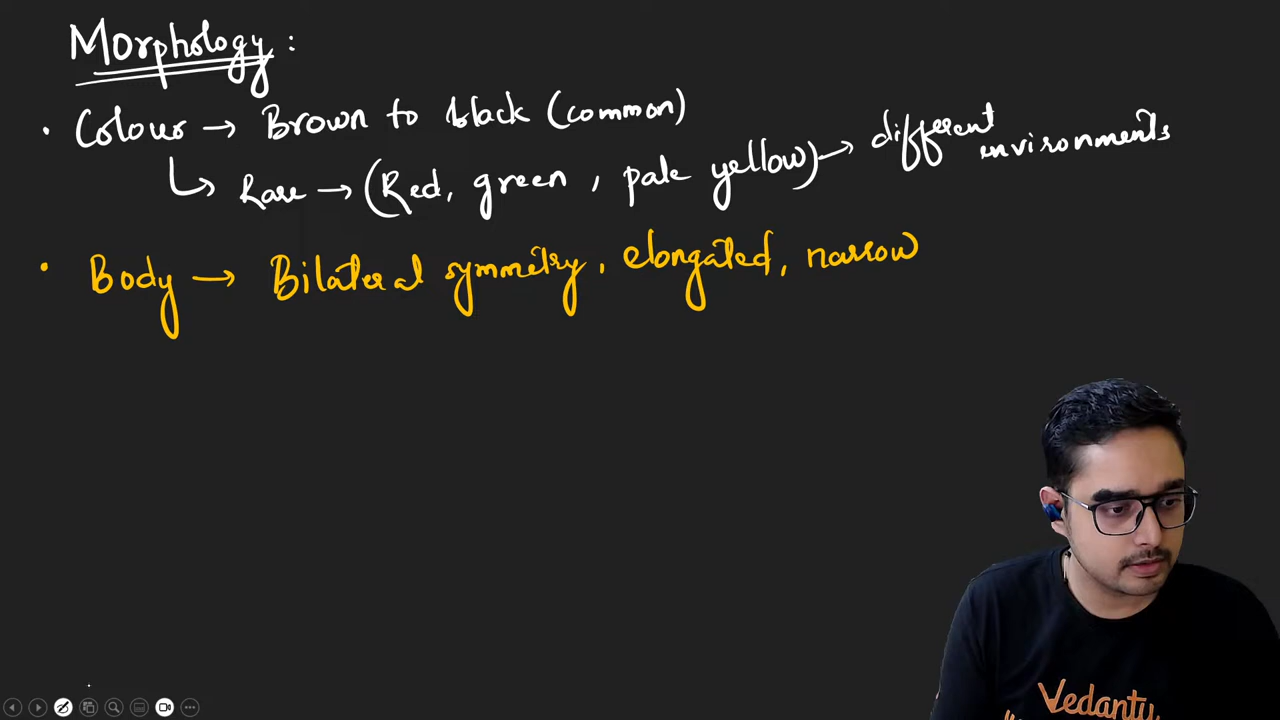 Morphology :
• Colour → Brown to black (common)
↳ Rare → (Red, green , pale yellow) → different environments
• Body → Bilateral symmetry, elongated, narrow
Vedantu